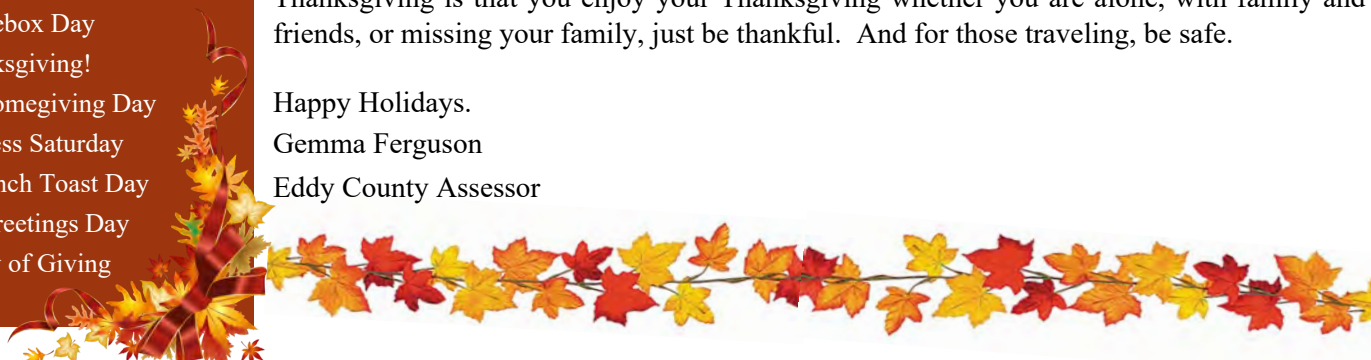 ebox Day
ksgiving!
omegiving Day
ess Saturday
nch Toast Day
reetings Day
of Giving
Thanksgiving is that you enjoy your Thanksgiving whether you are alone, with family and
friends, or missing your family, just be thankful.  And for those traveling, be safe.
Happy Holidays.
Gemma Ferguson
Eddy County Assessor